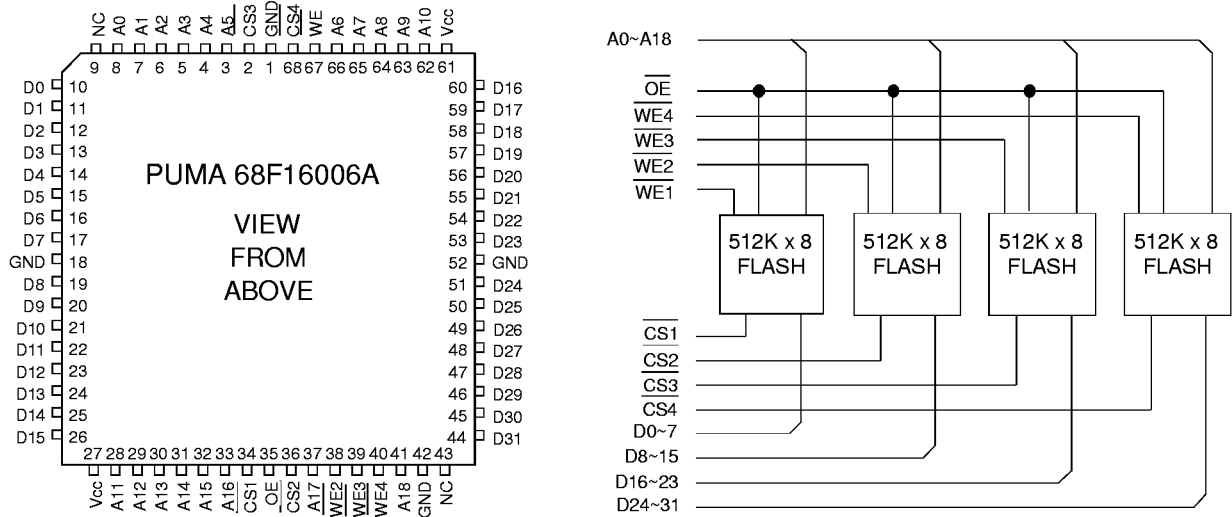 NC A0 A1 A2 A3 A4 A5 CS3 GND CS4 WE A6 A7 A8 A9 A10 Vcc
9 8 7 6 5 4 3 2 1 68 67 66 65 64 63 62 61
D0 10 60 D16
D1 11 59 D17
D2 12 58 D18
D3 13 57 D19
D4 14 56 D20
D5 15 55 D21
D6 16 54 D22
D7 17 53 D23
GND 18 52 GND
D8 19 51 D24
D9 20 50 D25
D10 21 49 D26
D11 22 48 D27
D12 23 47 D28
D13 24 46 D29
D14 25 45 D30
D15 26 44 D31
PUMA 68F16006A
VIEW
FROM
ABOVE
27 28 29 30 31 32 33 34 35 36 37 38 39 40 41 42 43
Vcc A11 A12 A13 A14 A15 A16 CS1 OE CS2 A17 WE2 WE3 WE4 A18 GND NC
A0~A18
OE
WE4
WE3
WE2
WE1
512K x 8
FLASH
512K x 8
FLASH
512K x 8
FLASH
512K x 8
FLASH
CS1
CS2
CS3
CS4
D0~7
D8~15
D16~23
D24~31